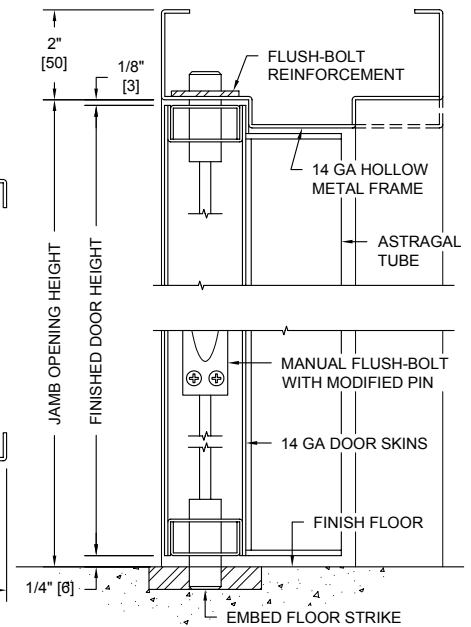 2"
[50]
1/8"
[3]
FLUSH-BOLT
REINFORCEMENT
14 GA HOLLOW
METAL FRAME
ASTRAGAL
TUBE
JAMB OPENING HEIGHT
FINISHED DOOR HEIGHT
MANUAL FLUSH-BOLT
WITH MODIFIED PIN
14 GA DOOR SKINS
FINISH FLOOR
1/4" [6]
EMBED FLOOR STRIKE